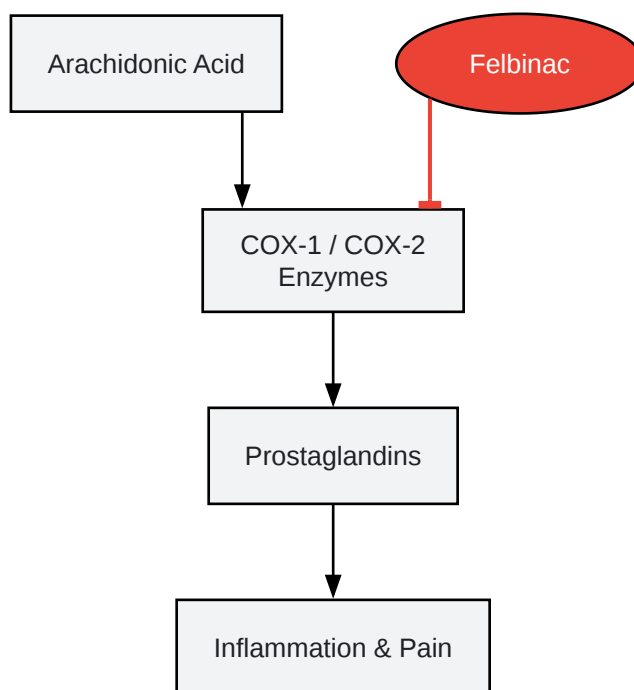 Arachidonic Acid
Felbinac
COX-1 / COX-2
Enzymes
Prostaglandins
Inflammation & Pain